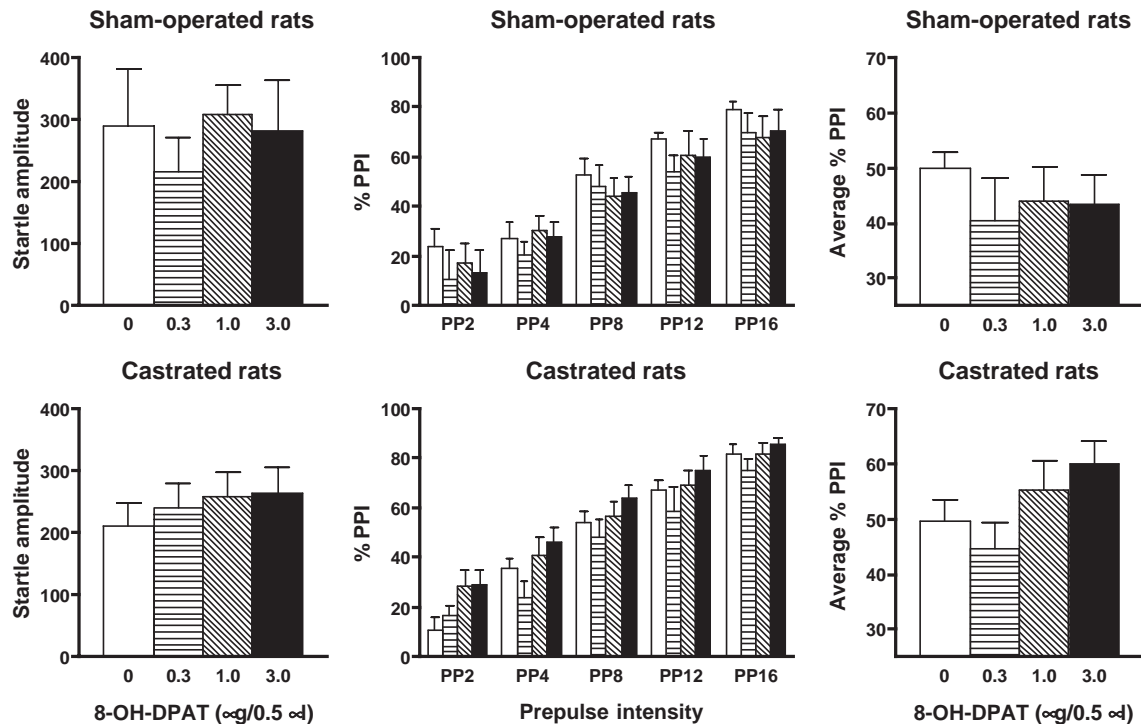 Sham-operated rats
Startle amplitude
400
300
200
100
0
0 0.3 1.0 3.0
Sham-operated rats
% PPI
100
80
60
40
20
0
PP2 PP4 PP8 PP12 PP16
Sham-operated rats
Average % PPI
70
60
50
40
30
0 0.3 1.0 3.0
Castrated rats
Startle amplitude
400
300
200
100
0
0 0.3 1.0 3.0
8-OH-DPAT (∝g/0.5 ∝l)
Castrated rats
% PPI
100
80
60
40
20
0
PP2 PP4 PP8 PP12 PP16
Prepulse intensity
Castrated rats
Average % PPI
70
60
50
40
30
0 0.3 1.0 3.0
8-OH-DPAT (∝g/0.5 ∝l)